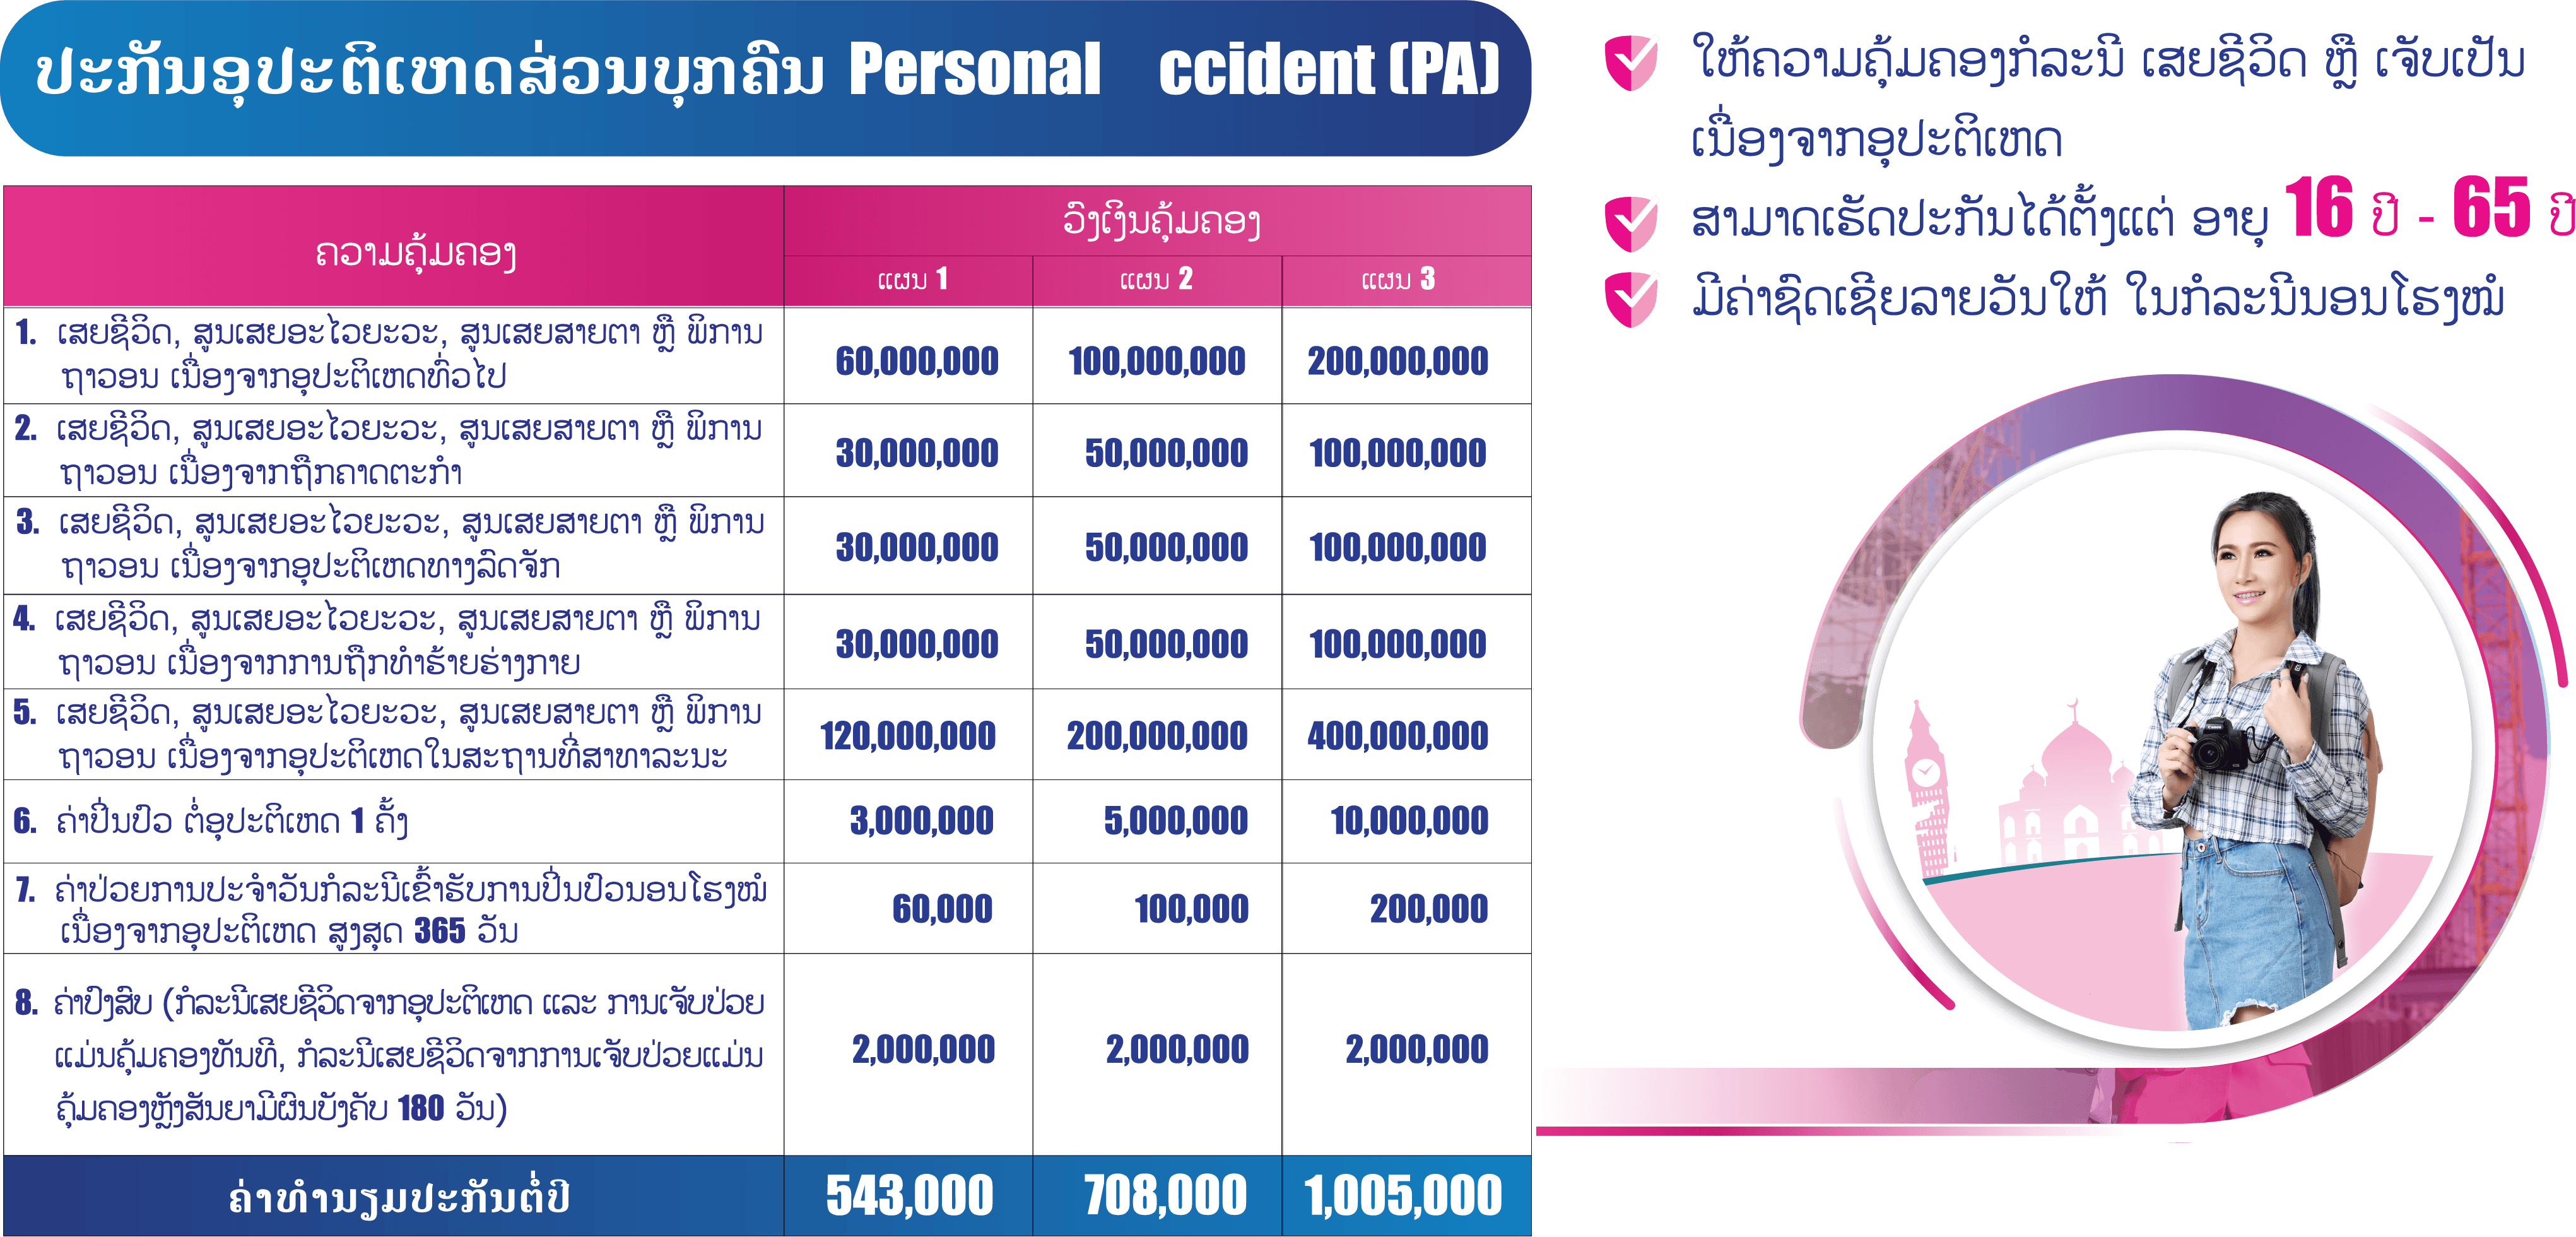 ປະກັນອຸປະຕິເຫດສ່ວນບຸກຄົນ Personal ccident (PA)
ຄວາມຄຸ້ມຄອງ
ວົງເງິນຄຸ້ມຄອງ
ແຜນ 1 ແຜນ 2 ແຜນ 3
1. ເສຍຊີວິດ, ສູນເສຍອະໄວຍະວະ, ສູນເສຍສາຍຕາ ຫຼື ພິການ
ຖາວອນ ເນື່ອງຈາກອຸປະຕິເຫດທົ່ວໄປ
60,000,000 100,000,000 200,000,000
2. ເສຍຊີວິດ, ສູນເສຍອະໄວຍະວະ, ສູນເສຍສາຍຕາ ຫຼື ພິການ
ຖາວອນ ເນື່ອງຈາກຖືກຄາດຕະກຳ
30,000,000 50,000,000 100,000,000
3. ເສຍຊີວິດ, ສູນເສຍອະໄວຍະວະ, ສູນເສຍສາຍຕາ ຫຼື ພິການ
ຖາວອນ ເນື່ອງຈາກອຸປະຕິເຫດທາງລົດຈັກ
30,000,000 50,000,000 100,000,000
4. ເສຍຊີວິດ, ສູນເສຍອະໄວຍະວະ, ສູນເສຍສາຍຕາ ຫຼື ພິການ
ຖາວອນ ເນື່ອງຈາກການຖືກທຳຮ້າຍຮ່າງກາຍ
30,000,000 50,000,000 100,000,000
5. ເສຍຊີວິດ, ສູນເສຍອະໄວຍະວະ, ສູນເສຍສາຍຕາ ຫຼື ພິການ
ຖາວອນ ເນື່ອງຈາກອຸປະຕິເຫດໃນສະຖານທີ່ສາທາລະນະ
120,000,000 200,000,000 400,000,000
6. ຄ່າປິ່ນປົວ ຕໍ່ອຸປະຕິເຫດ 1 ຄັ້ງ
3,000,000 5,000,000 10,000,000
7. ຄ່າປ່ວຍການປະຈຳວັນກໍລະນີເຂົ້າຮັບການປິ່ນປົວນອນໂຮງໝໍ
ເນື່ອງຈາກອຸປະຕິເຫດ ສູງສຸດ 365 ວັນ
60,000 100,000 200,000
8. ຄ່າປົງສົບ (ກໍລະນີເສຍຊີວິດຈາກອຸປະຕິເຫດ ແລະ ການເຈັບປ່ວຍ
ແມ່ນຄຸ້ມຄອງທັນທີ, ກໍລະນີເສຍຊີວິດຈາກການເຈັບປ່ວຍແມ່ນ
ຄຸ້ມຄອງຫຼັງສັນຍາມີຜົນບັງຄັບ 180 ວັນ)
2,000,000 2,000,000 2,000,000
ຄ່າທຳນຽມປະກັນຕໍ່ປີ 543,000 708,000 1,005,000
ໃຫ້ຄວາມຄຸ້ມຄອງກໍລະນີ ເສຍຊີວິດ ຫຼື ເຈັບເປັນ
ເນື່ອງຈາກອຸປະຕິເຫດ
ສາມາດເຮັດປະກັນໄດ້ຕັ້ງແຕ່ ອາຍຸ 16 ປີ - 65 ປີ
ມີຄ່າຊົດເຊີຍລາຍວັນໃຫ້ ໃນກໍລະນີນອນໂຮງໝໍ